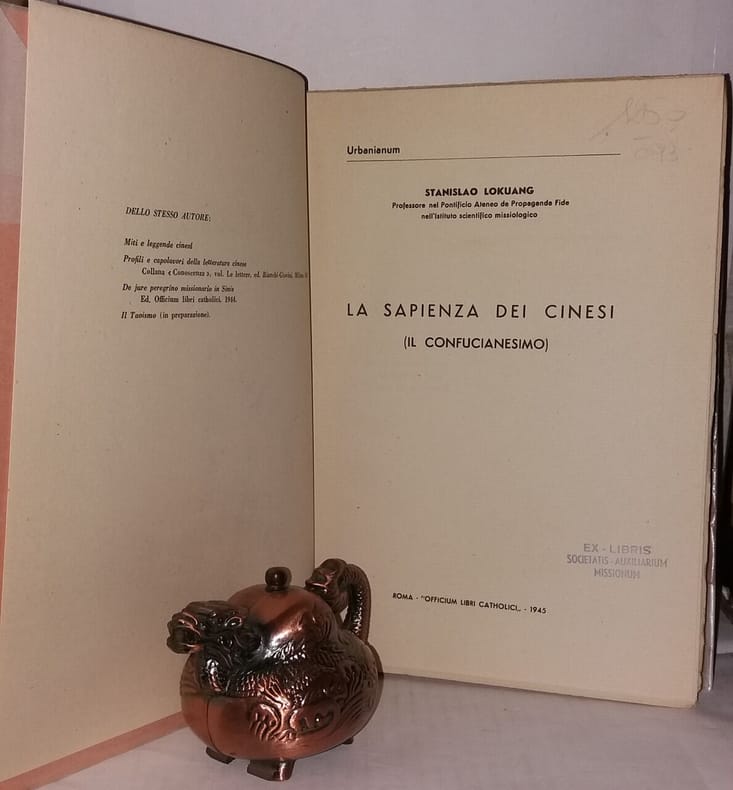 DELLO STESSO AUTORE:
Miti e leggende cinesi
Profili e capolavori della letteratura cinese
Collana « Conoscenza », vol. Le lettere, ed. Bianchi-Giovini,
De jure peregrino missionario in Sinis
Ed. Officium libri catholici. 1944.
Il Taoismo (in preparazione).
Urbanianum
STANISLAO LOKUANG
Professore nel Pontificio Ateneo de Propaganda Fide
nell'Istituto scientifico missiologico
LA SAPIENZA DEI CINESI
(IL CONFUCIANESIMO)
EX-LIBRIS
SOCIETATIS-AUXILIARIUM
MISSIONUM
ROMA - "OFFICIUM LIBRI CATHOLICI„ - 1945